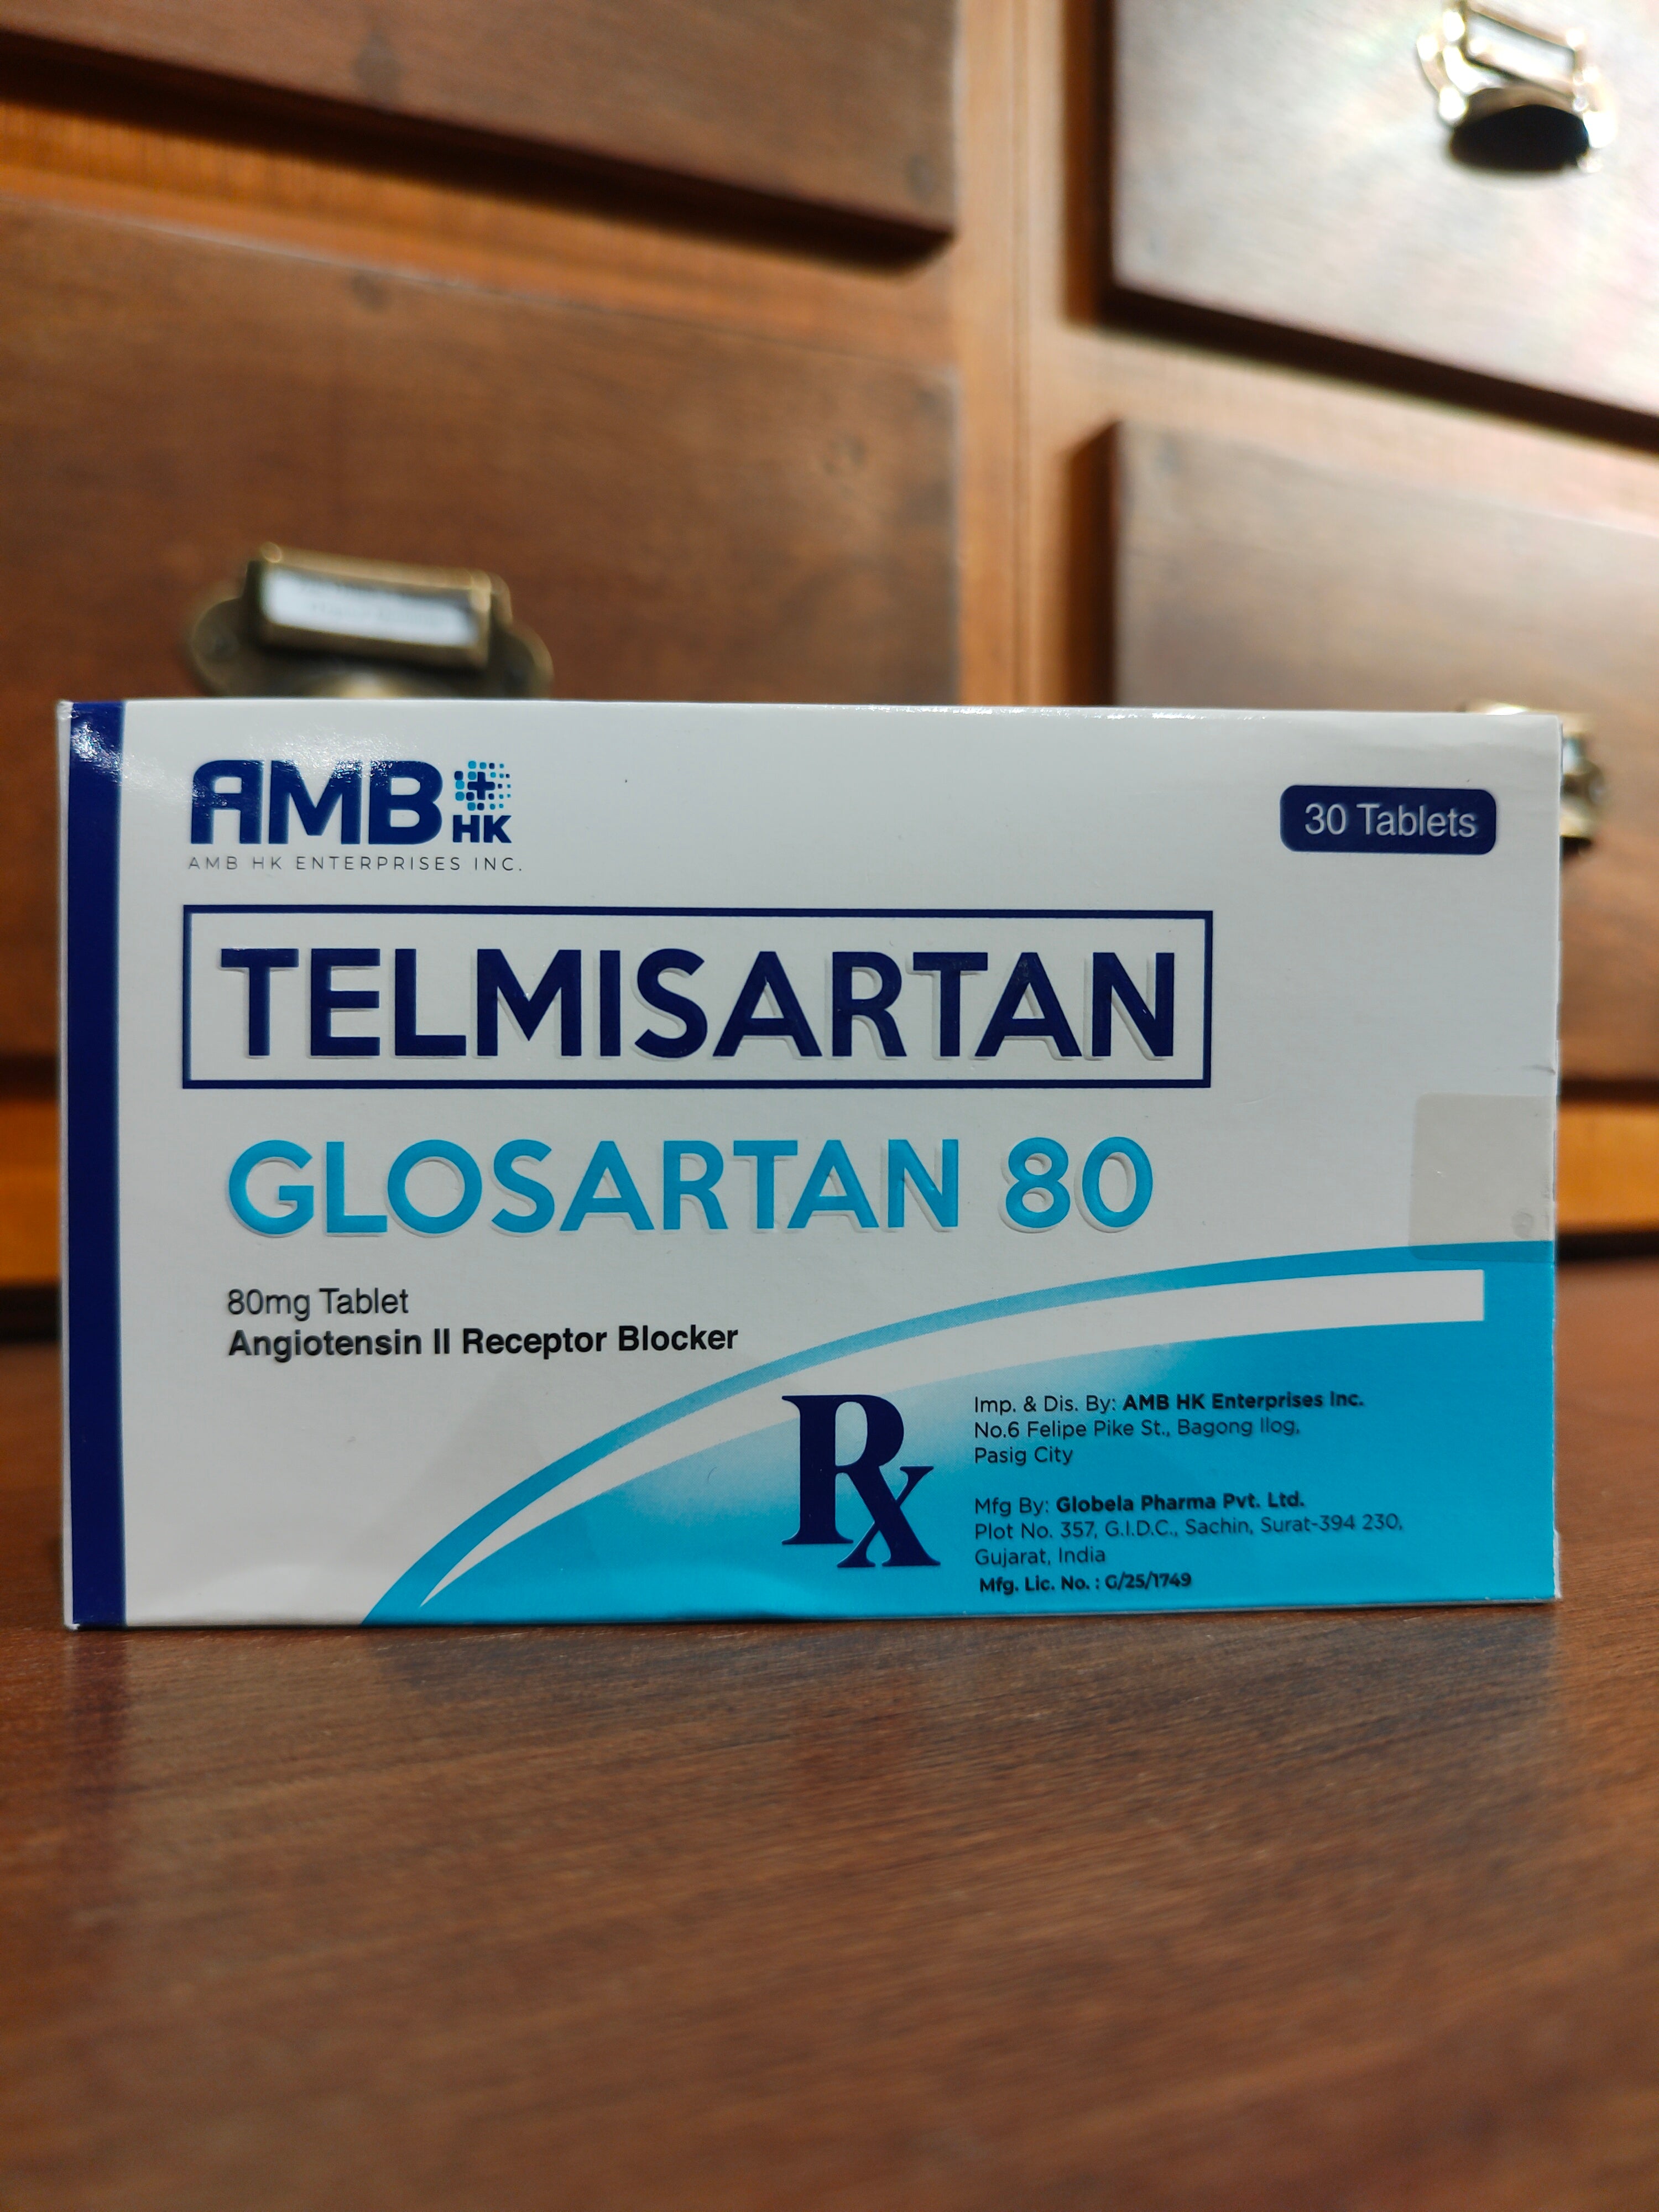 AMB
HK
AMB HK ENTERPRISES INC.
30 Tablets
TELMISARTAN
GLOSARTAN 80
80mg Tablet
Angiotensin II Receptor Blocker
Rx
Imp. & Dis. By: AMB HK Enterprises Inc.
No.6 Felipe Pike St., Bagong Ilog,
Pasig City
Mfg By: Globela Pharma Pvt. Ltd.
Plot No. 357, G.I.D.C., Sachin, Surat-394 230,
Gujarat, India
Mfg. Lic. No. : G/25/1749